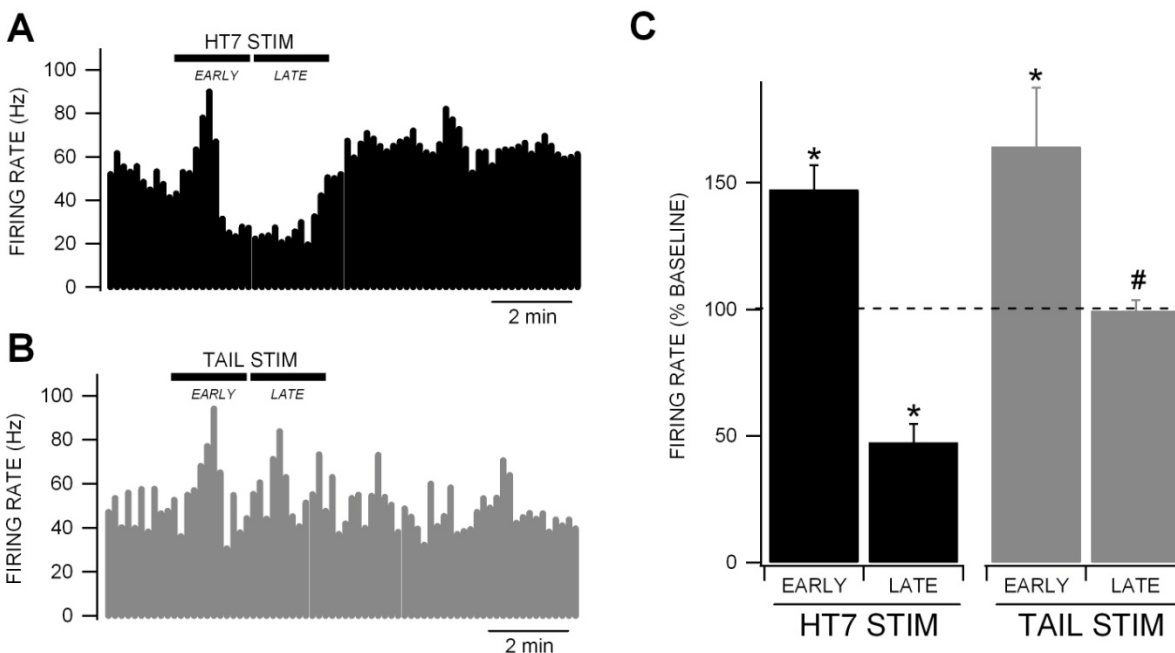 A
HT7 STIM
EARLY LATE
FIRING RATE (Hz)
100
80
60
40
20
0
2 min
B
TAIL STIM
EARLY LATE
FIRING RATE (Hz)
100
80
60
40
20
0
2 min
C
FIRING RATE (% BASELINE)
150
100
50
0
*
*
*
#
EARLY LATE EARLY LATE
HT7 STIM TAIL STIM